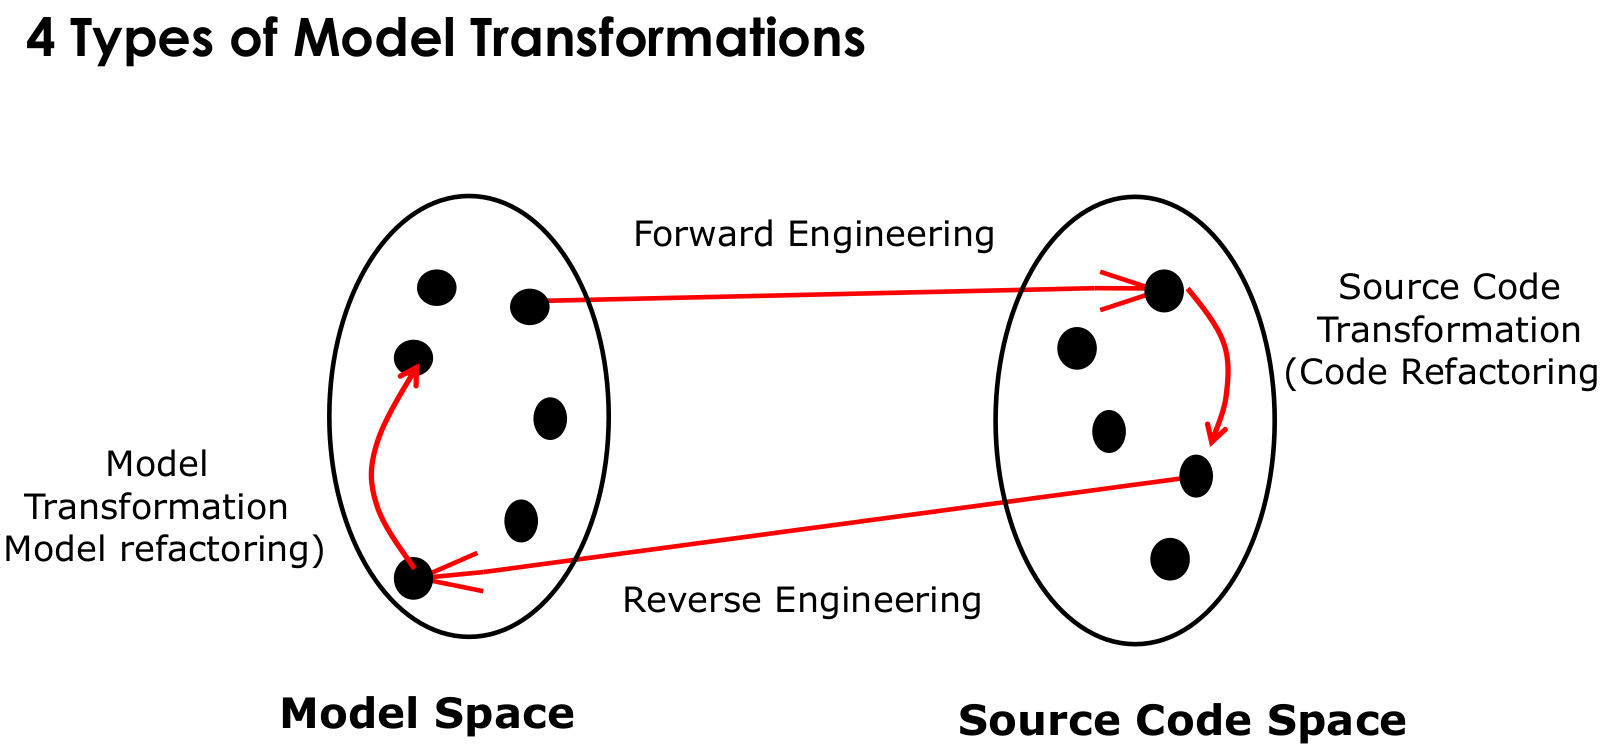 4 Types of Model Transformations
Forward Engineering
Source Code
Transformation
(Code Refactoring
Model
Transformation
Model refactoring)
Reverse Engineering
Model Space
Source Code Space